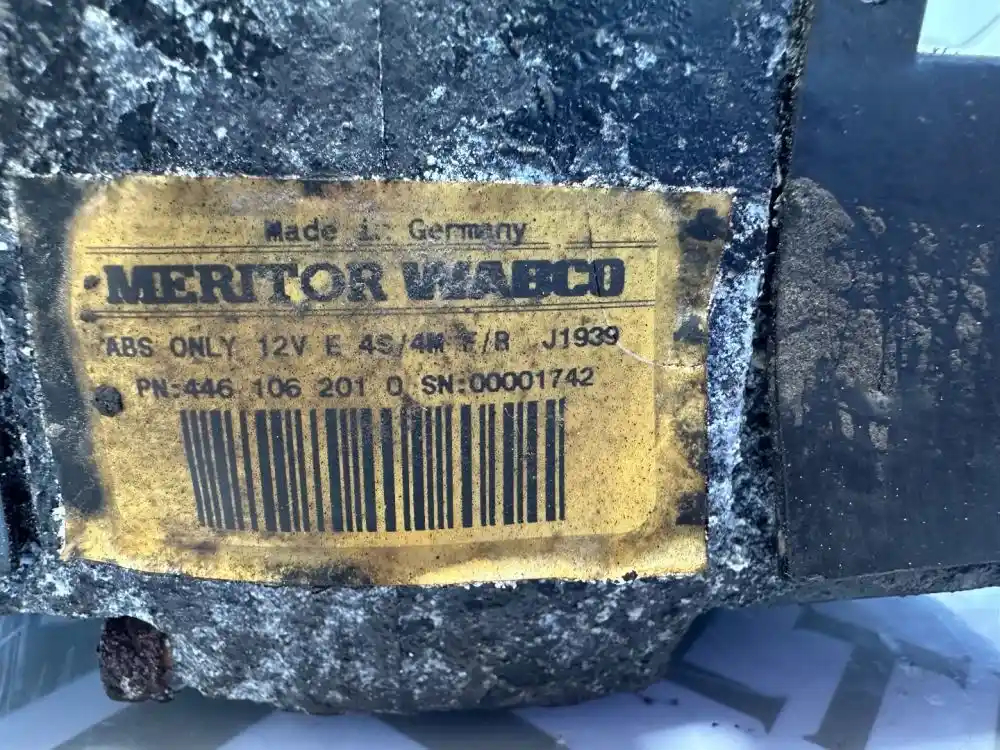 Made in Germany
MERITOR WABCO
ABS ONLY 12V E 4S/4M F/R J1939
PN:446 106 201 0 SN:00001742